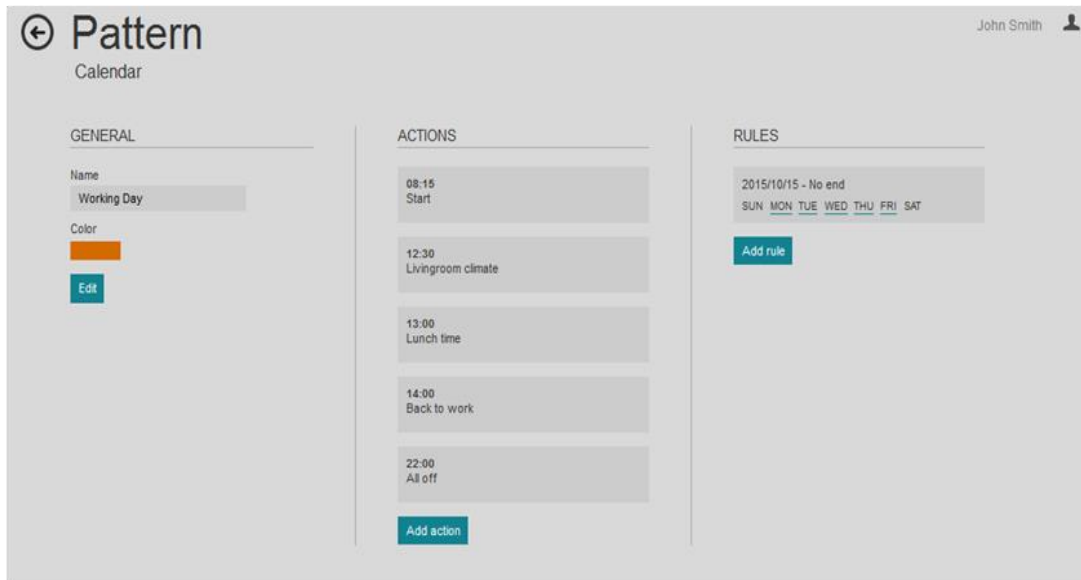 Pattern
John Smith
Calendar
GENERAL
Name
Working Day
Color
Edit
ACTIONS
08:15
Start
12:30
Livingroom climate
13:00
Lunch time
14:00
Back to work
22:00
All off
Add action
RULES
2015/10/15 - No end
SUN MON TUE WED THU FRI SAT
Add rule